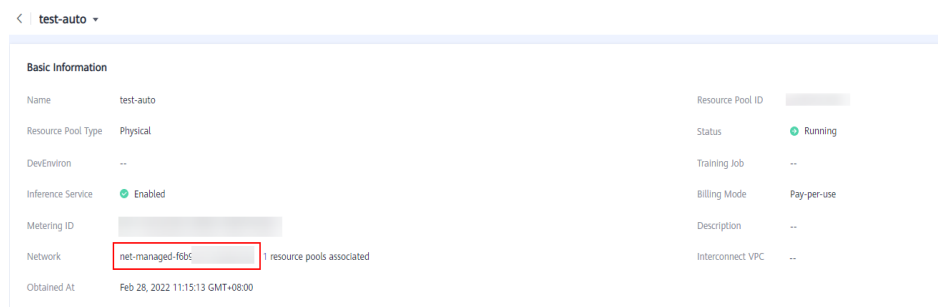 test-auto
Basic Information
Name test-auto Resource Pool ID
Resource Pool Type Physical Status Running
DevEnviron -- Training Job --
Inference Service Enabled Billing Mode Pay-per-use
Metering ID Description --
Network net-managed-f6b9 1 resource pools associated Interconnect VPC --
Obtained At Feb 28, 2022 11:15:13 GMT+08:00